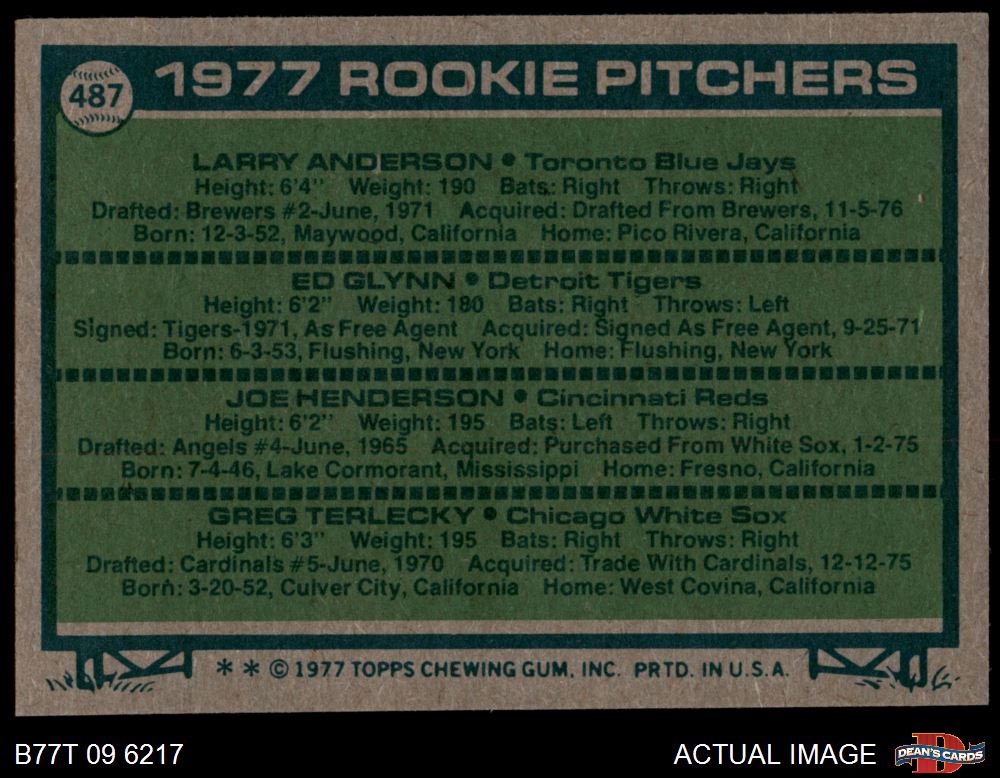 487
1977 ROOKIE PITCHERS
LARRY ANDERSON • Toronto Blue Jays
Height: 6'4" Weight: 190 Bats: Right Throws: Right
Drafted: Brewers #2-June, 1971 Acquired: Drafted From Brewers, 11-5-76
Born: 12-3-52, Maywood, California Home: Pico Rivera, California
ED GLYNN • Detroit Tigers
Height: 6'2" Weight: 180 Bats: Right Throws: Left
Signed: Tigers-1971, As Free Agent Acquired: Signed As Free Agent, 9-25-71
Born: 6-3-53, Flushing, New York Home: Flushing, New York
JOE HENDERSON • Cincinnati Reds
Height: 6'2" Weight: 195 Bats: Left Throws: Right
Drafted: Angels #4-June, 1965 Acquired: Purchased From White Sox, 1-2-75
Born: 7-4-46, Lake Cormorant, Mississippi Home: Fresno, California
GREG TERLECKY • Chicago White Sox
Height: 6'3" Weight: 195 Bats: Right Throws: Right
Drafted: Cardinals #5-June, 1970 Acquired: Trade With Cardinals, 12-12-75
Born: 3-20-52, Culver City, California Home: West Covina, California
* * © 1977 TOPPS CHEWING GUM, INC. PRTD. IN U.S.A.
B77T 09 6217
ACTUAL IMAGE
D
DEAN'S CARDS